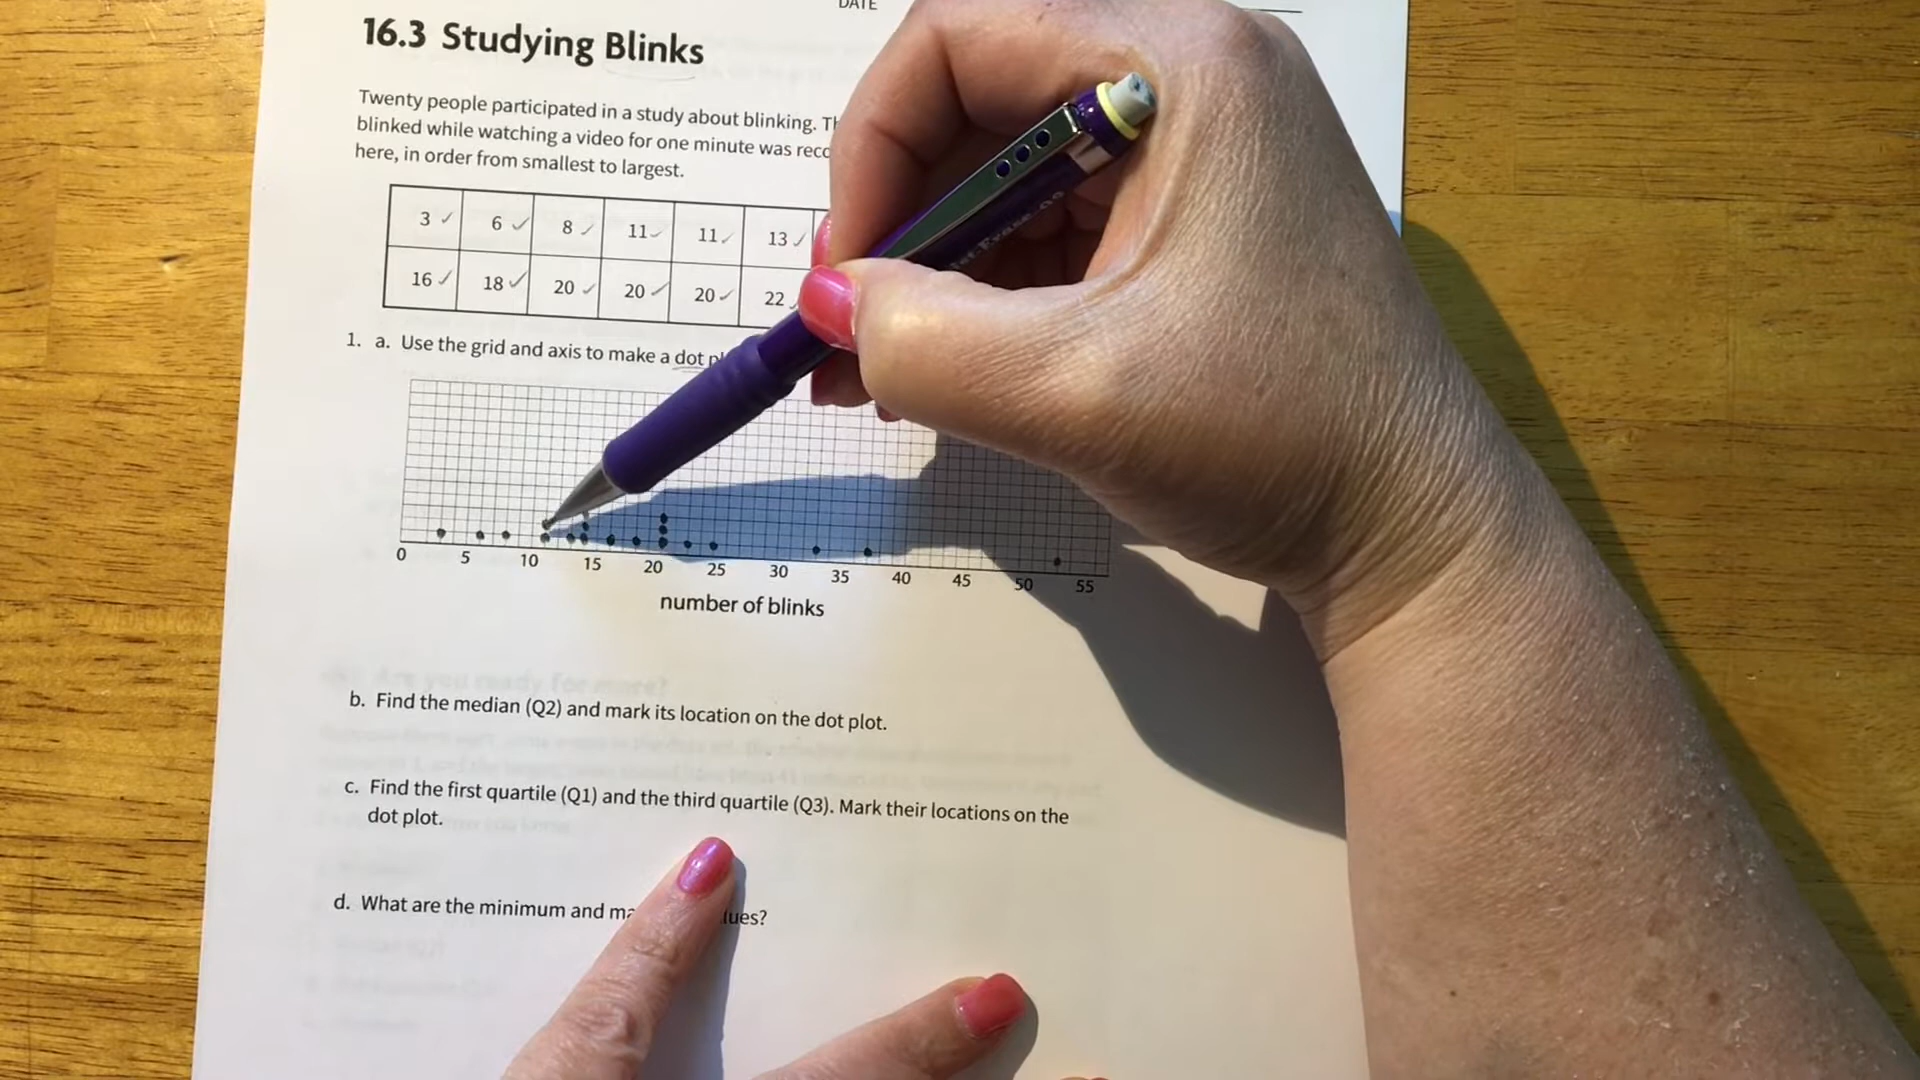 DATE
16.3 Studying Blinks
Twenty people participated in a study about blinking.
blinked while watching a video for one minute was
here, in order from smallest to largest.
3 ✓ 6 ✓ 8 ✓ 11 ✓ 11 ✓ 13 ✓
16 ✓ 18 ✓ 20 ✓ 20 ✓ 20 ✓ 22
1. a. Use the grid and axis to make a dot
0 5 10 15 20 25 30 35 40 45 50 55
number of blinks
b. Find the median (Q2) and mark its location on the dot plot.
c. Find the first quartile (Q1) and the third quartile (Q3). Mark their locations on the
dot plot.
d. What are the minimum and